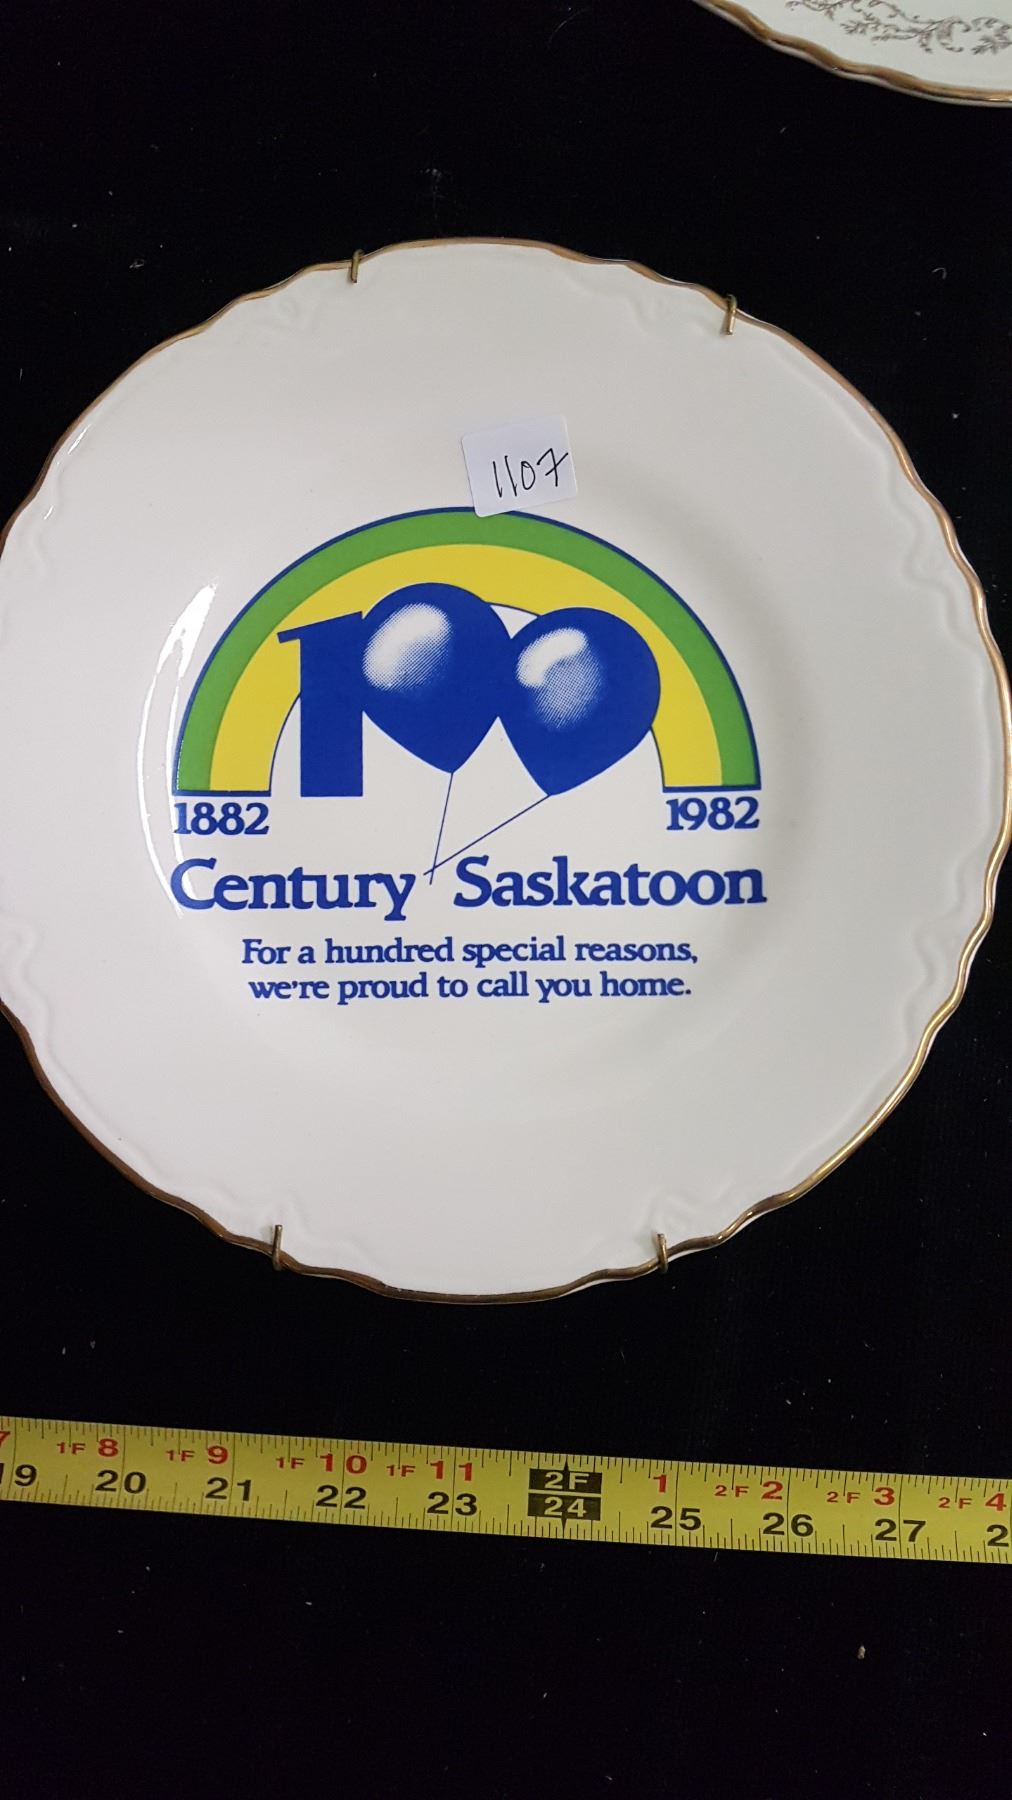 1107
100
1882 1982
Century Saskatoon
For a hundred special reasons,
we're proud to call you home.
1F 8 1F 9 1F 10 1F 11 2F 1 2F 2 2F 3 2F 4
19 20 21 22 23 24 25 26 27 2